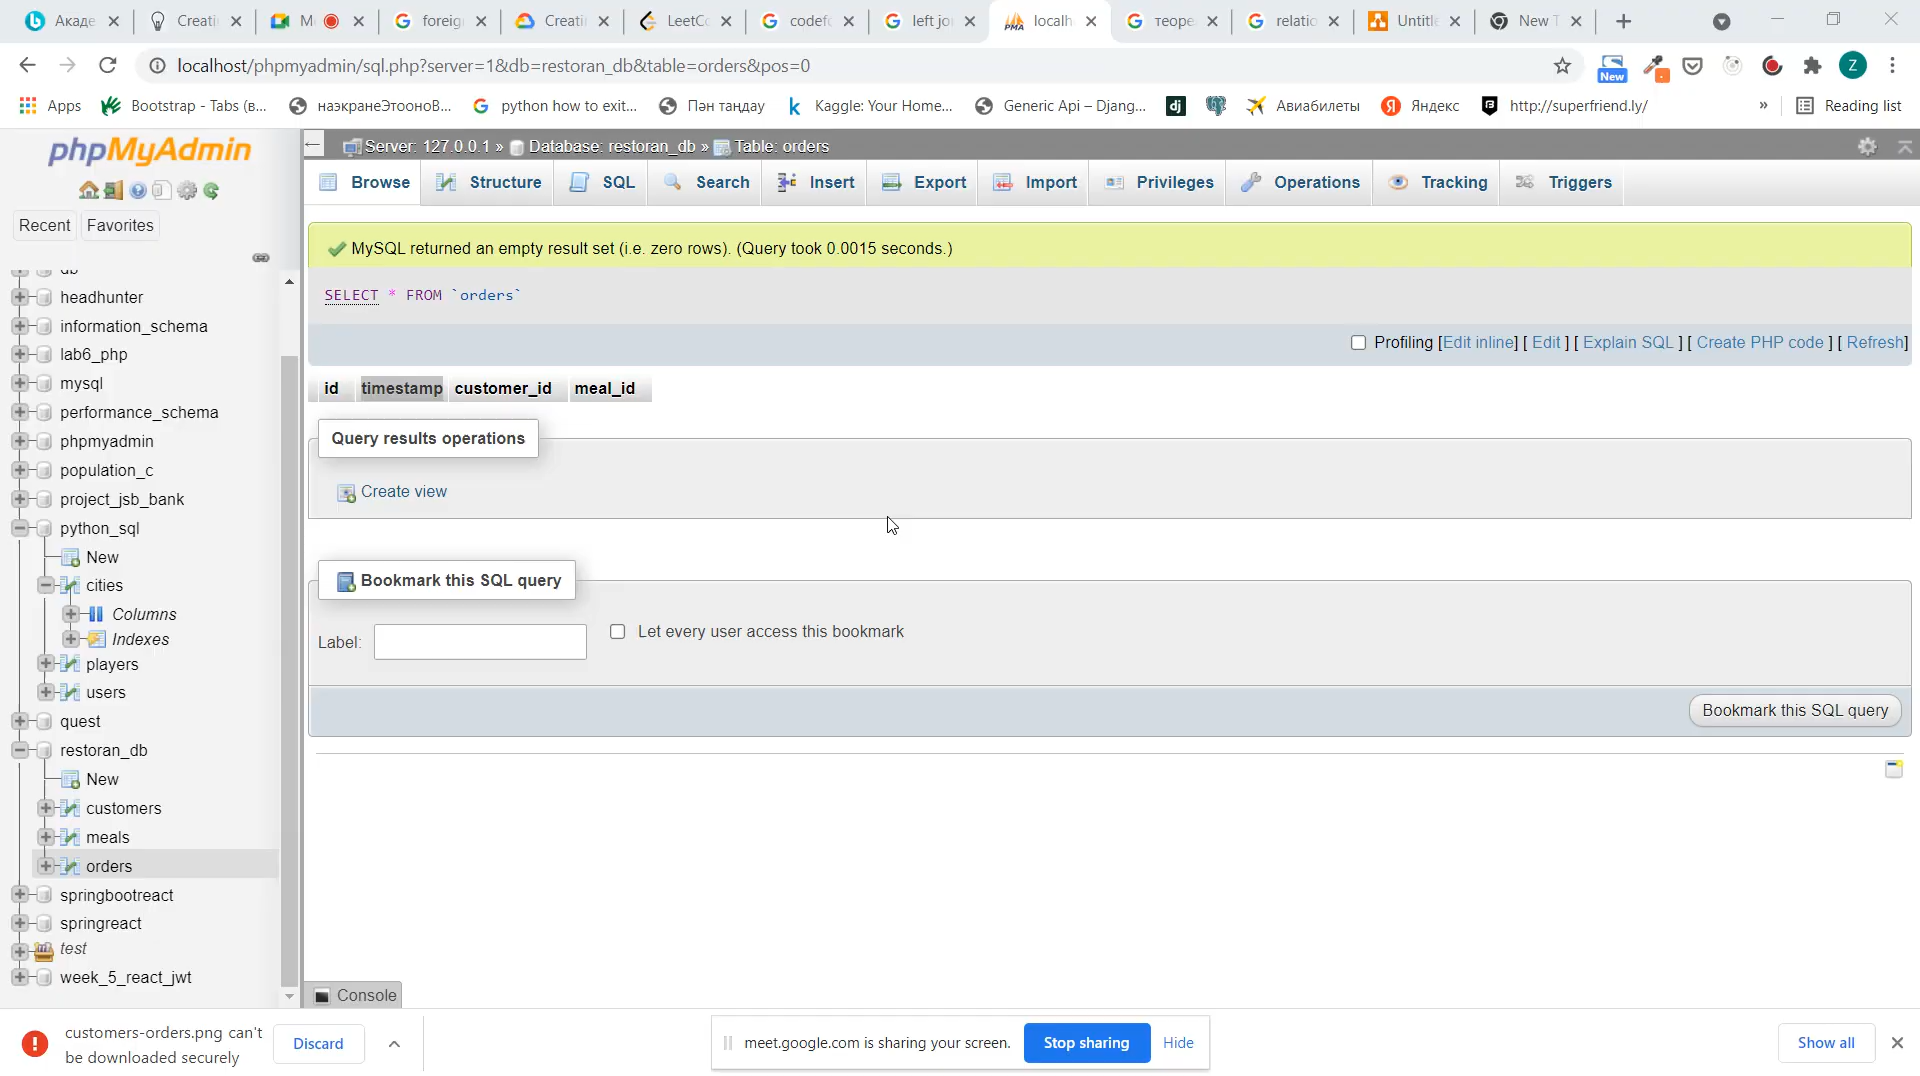 Акаде
Creati
M
foreig
Creati
LeetC
codefo
left jo
localh
теоре
relatio
Untitle
New T
localhost/phpmyadmin/sql.php?server=1&db=restoran_db&table=orders&pos=0
New
Z
Apps
Bootstrap - Tabs (в...
наэкранеЭтооноВ...
python how to exit...
Пән таңдау
Kaggle: Your Home...
Generic Api – Djang...
dj
Авиабилеты
Яндекс
http://superfriend.ly/
»
Reading list
phpMyAdmin
Server: 127.0.0.1 » Database: restoran_db » Table: orders
Browse
Structure
SQL
Search
Insert
Export
Import
Privileges
Operations
Tracking
Triggers
Recent
Favorites
db
headhunter
information_schema
lab6_php
mysql
performance_schema
phpmyadmin
population_c
project_jsb_bank
python_sql
New
cities
Columns
Indexes
players
users
quest
restoran_db
New
customers
meals
orders
springbootreact
springreact
test
week_5_react_jwt
MySQL returned an empty result set (i.e. zero rows). (Query took 0.0015 seconds.)
SELECT * FROM `orders`
Profiling [Edit inline] [ Edit ] [ Explain SQL ] [ Create PHP code ] [ Refresh]
id timestamp customer_id meal_id
Query results operations
Create view
Bookmark this SQL query
Label:
Let every user access this bookmark
Bookmark this SQL query
Console
customers-orders.png can't
be downloaded securely
Discard
meet.google.com is sharing your screen.
Stop sharing
Hide
Show all